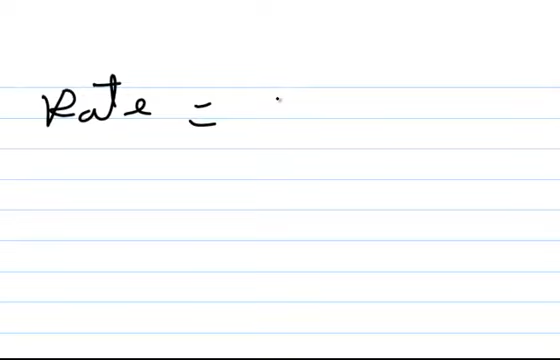 Rate =